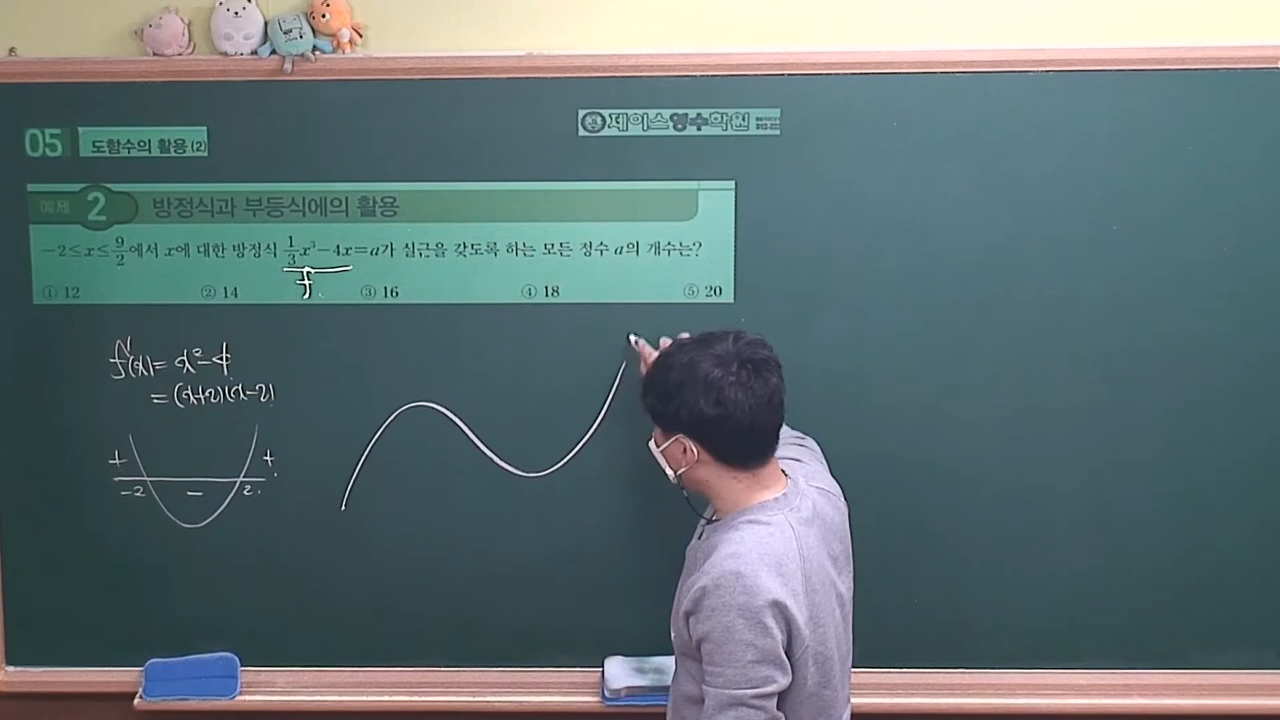 05 도함수의 활용 (2)
제이스영수학원
예제 2 방정식과 부등식에의 활용
-2≤x≤9/2에서 x에 대한 방정식 1/3x³-4x=a가 실근을 갖도록 하는 모든 정수 a의 개수는?
① 12 ② 14 ③ 16 ④ 18 ⑤ 20
f
f'(x)=x²-4
=(x+2)(x-2)
+ +
-2 - 2